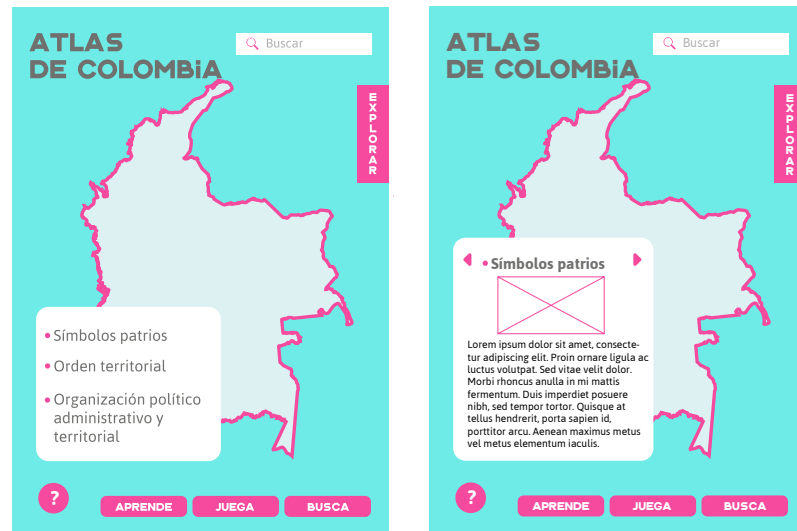 ATLAS
DE COLOMBiA
Buscar
EXPLORAR
• Símbolos patrios
• Orden territorial
• Organización político
administrativo y
territorial
?
APRENDE
JUEGA
BUSCA
ATLAS
DE COLOMBiA
Buscar
EXPLORAR
• Símbolos patrios
Lorem ipsum dolor sit amet, consecte-
tur adipiscing elit. Proin ornare ligula ac
luctus volutpat. Sed vitae velit dolor.
Morbi rhoncus anulla in mi mattis
fermentum. Duis imperdiet posuere
nibh, sed tempor tortor. Quisque at
tellus hendrerit, porta sapien id,
porttitor arcu. Aenean maximus metus
vel metus elementum iaculis.
?
APRENDE
JUEGA
BUSCA